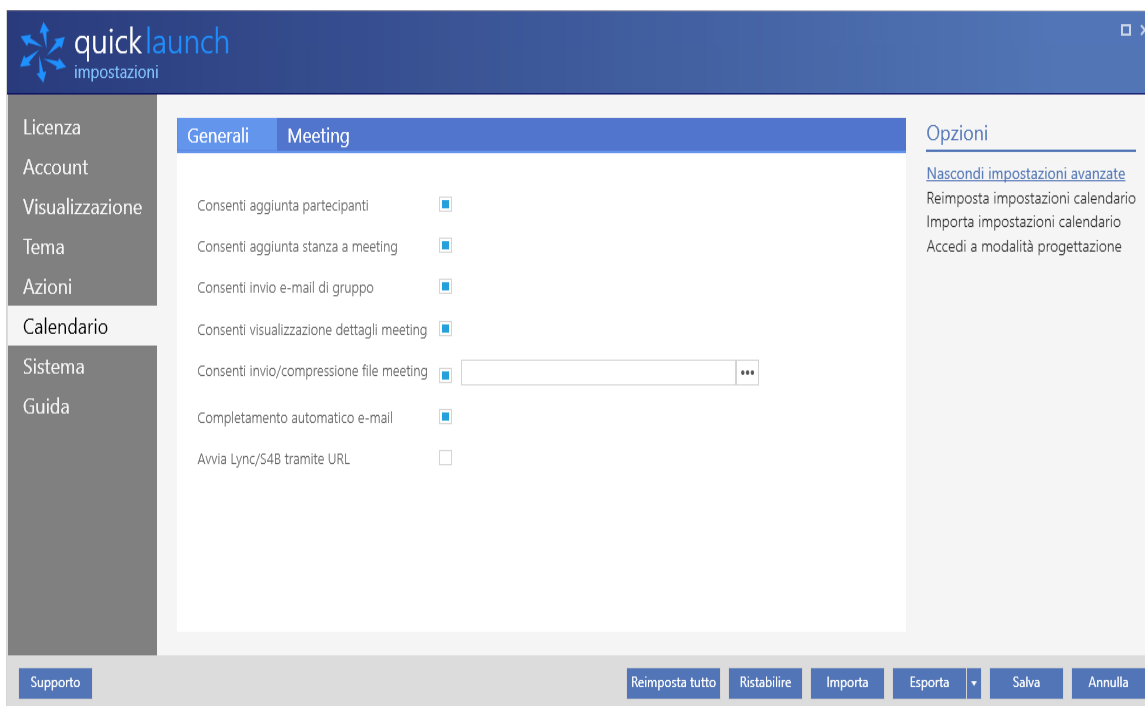 quicklaunch
impostazioni
Licenza
Account
Visualizzazione
Tema
Azioni
Calendario
Sistema
Guida
Generali
Meeting
Consenti aggiunta partecipanti
Consenti aggiunta stanza a meeting
Consenti invio e-mail di gruppo
Consenti visualizzazione dettagli meeting
Consenti invio/compressione file meeting
•••
Completamento automatico e-mail
Avvia Lync/S4B tramite URL
Opzioni
Nascondi impostazioni avanzate
Reimposta impostazioni calendario
Importa impostazioni calendario
Accedi a modalità progettazione
Supporto
Reimposta tutto
Ristabilire
Importa
Esporta
Salva
Annulla